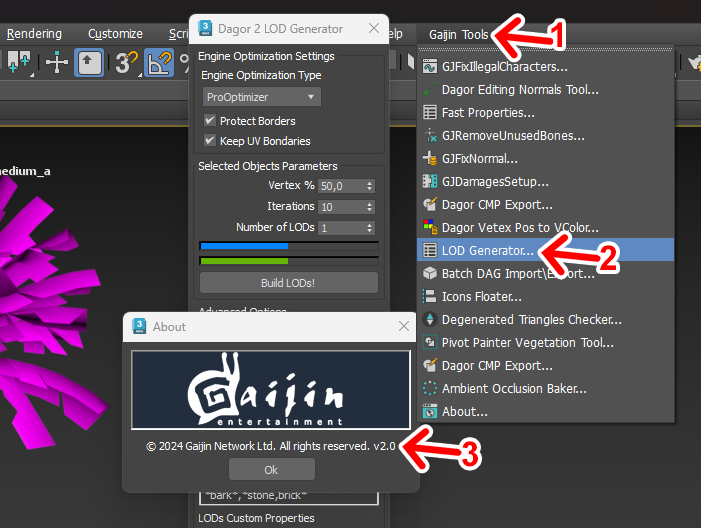 Rendering
Customize
Dagor 2 LOD Generator
Gaijin Tools
1
Engine Optimization Settings
Engine Optimization Type
ProOptimizer
Protect Borders
Keep UV Bondaries
Selected Objects Parameters
Vertex % 50,0
Iterations 10
Number of LODs 1
Build LODs!
GJFixIllegalCharacters...
Dagor Editing Normals Tool...
Fast Properties...
GJRemoveUnusedBones...
GJFixNormal...
GJDamagesSetup...
Dagor CMP Export...
Dagor Vetex Pos to VColor...
LOD Generator...
2
Batch DAG Import\Export...
Icons Floater...
Degenerated Triangles Checker...
Pivot Painter Vegetation Tool...
Dagor CMP Export...
Ambient Occlusion Baker...
About...
edium_a
About
Gaijin
entertainment
© 2024 Gaijin Network Ltd. All rights reserved. v2.0
3
Ok
*bark*,*stone,brick*
LODs Custom Properties